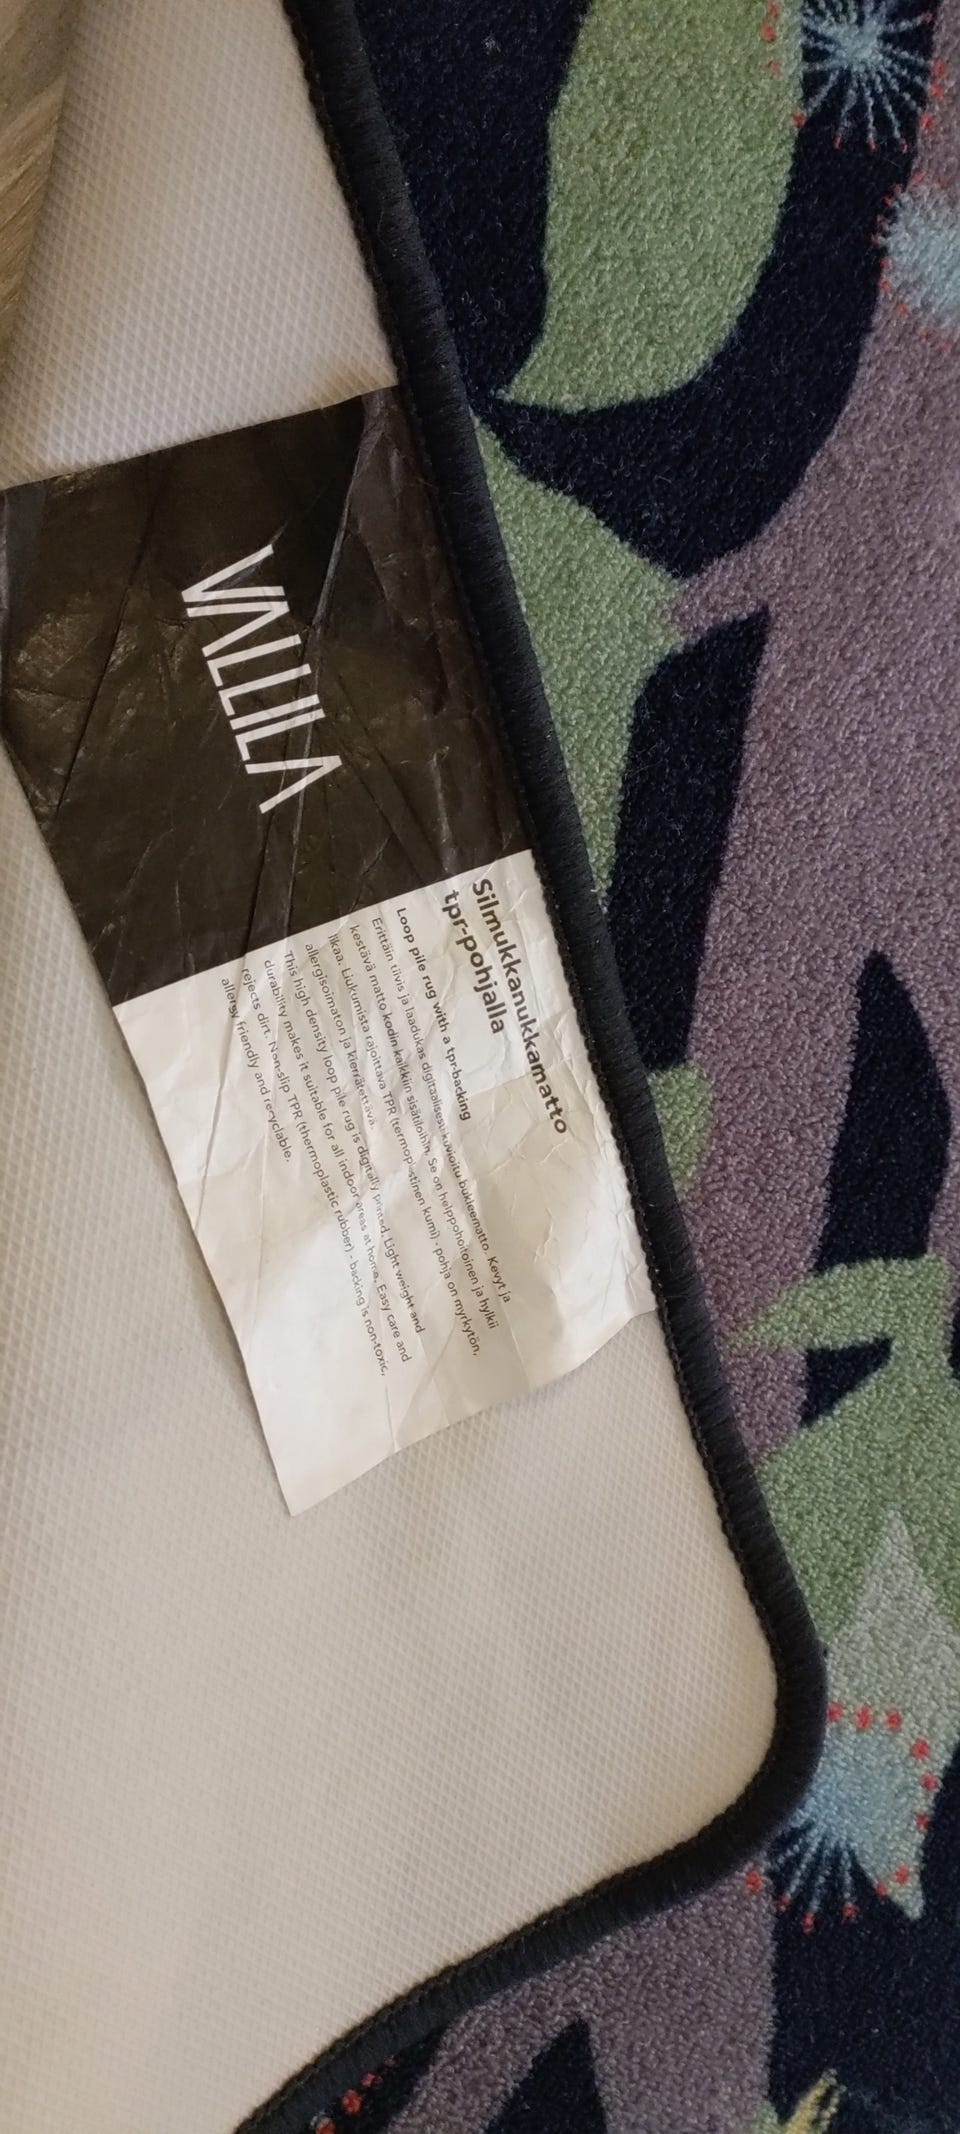 VALLILA
Silmukkanukkamatto
tpr-pohjalla
Loop pile rug with a tpr-backing
Erittäin tiivis ja laadukas digitaalisesti kuvioitu bukleematto. Kevyt ja
kestävä matto kodin kaikkiin sisätiloihin. Se on helppohoitoinen ja hylkii
likaa. Liukumista rajoittava TPR (termoplastinen kumi) - pohja on myrkytön,
allergisoimaton ja kierrätettävä.
This high density loop pile rug is digitally printed. Light weight and
durability makes it suitable for all indoor areas at home. Easy care and
rejects dirt. Non-slip TPR (thermoplastic rubber) - backing is non-toxic,
allergy friendly and recyclable.